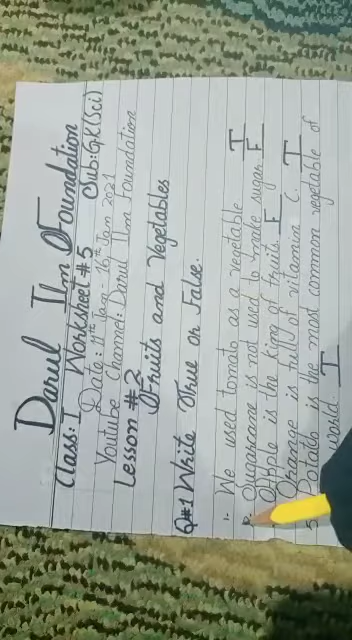 Darul Ilm Foundation
Class: I Worksheet #5 Sub: GK(Sci)
Date: 11th Jan - 16th Jan 2021
Youtube Channel: Darul Ilm Foundation
Lesson #2
Fruits and Vegetables
Q#1 Write True or False.
1- We used tomato as a vegetable T
Sugarcane is not used to make sugar F
Apple is the king of fruits. F
Orange is full of vitamin C. T
5 Potato is the most common vegetable of
world. T